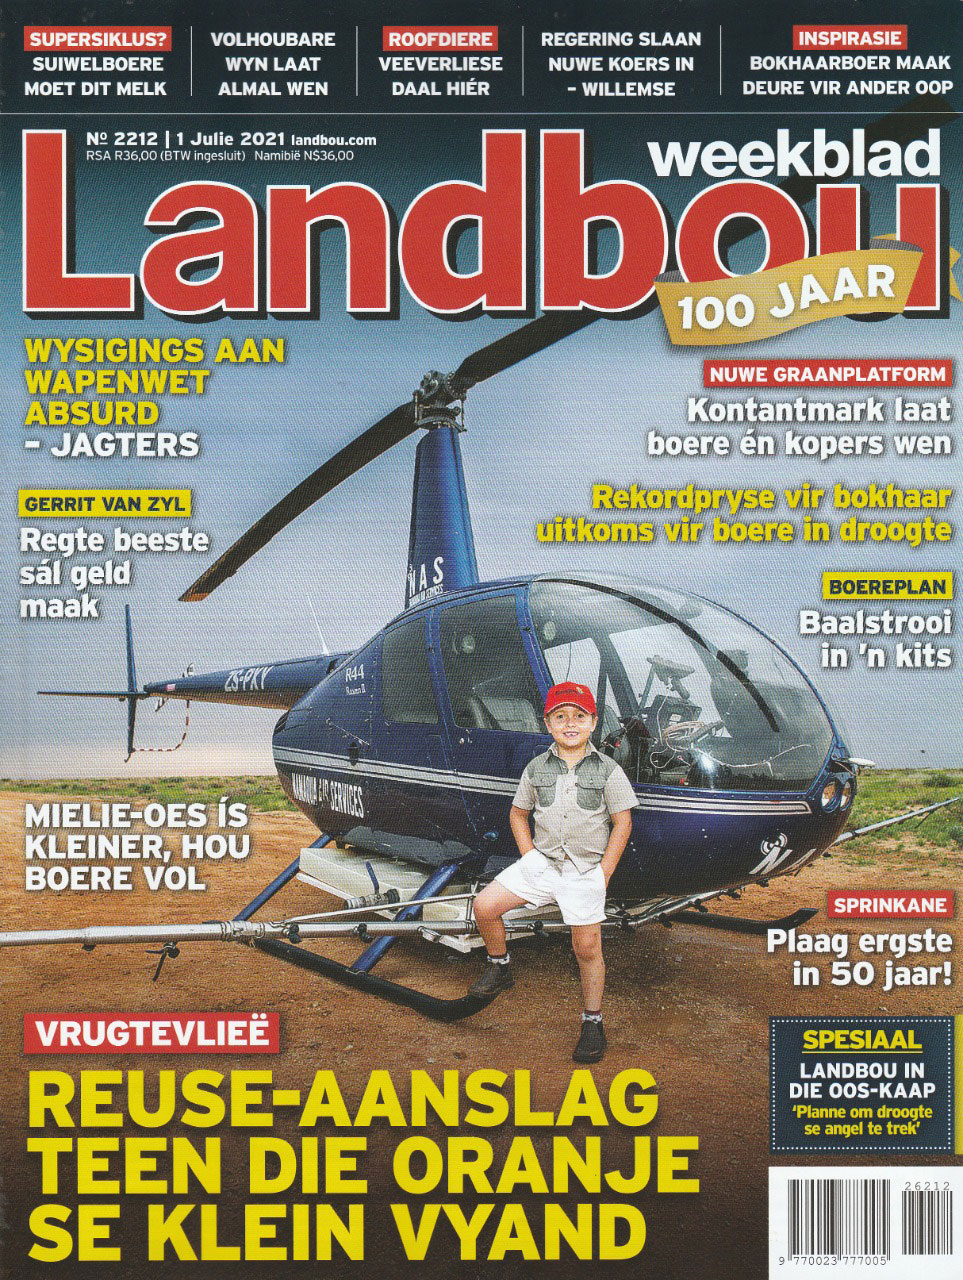 SUPERSIKLUS?
SUIWELBOERE
MOET DIT MELK
VOLHOUBARE
WYN LAAT
ALMAL WEN
ROOFDIERE
VEEVERLIESE
DAAL HIÉR
REGERING SLAAN
NUWE KOERS IN
– WILLEMSE
INSPIRASIE
BOKHAARBOER MAAK
DEURE VIR ANDER OOP
Nº 2212 | 1 Julie 2021 landbou.com
RSA R36,00 (BTW ingesluit) Namibië N$36,00
weekblad
Landbou
100 JAAR
WYSIGINGS AAN
WAPENWET
ABSURD
– JAGTERS
GERRIT VAN ZYL
Regte beeste
sál geld
maak
NUWE GRAANPLATFORM
Kontantmark laat
boere én kopers wen
Rekordpryse vir bokhaar
uitkoms vir boere in droogte
BOEREPLAN
Baalstrooi
in ’n kits
NAS
ZS-PXY
R44
Raven II
AIR SERVICES
MIELIE-OES ÍS
KLEINER, HOU
BOERE VOL
SPRINKANE
Plaag ergste
in 50 jaar!
VRUGTEVLIEË
REUSE-AANSLAG
TEEN DIE ORANJE
SE KLEIN VYAND
SPESIAAL
LANDBOU IN
DIE OOS-KAAP
‘Planne om droogte
se angel te trek’
26212
9 770023 777005